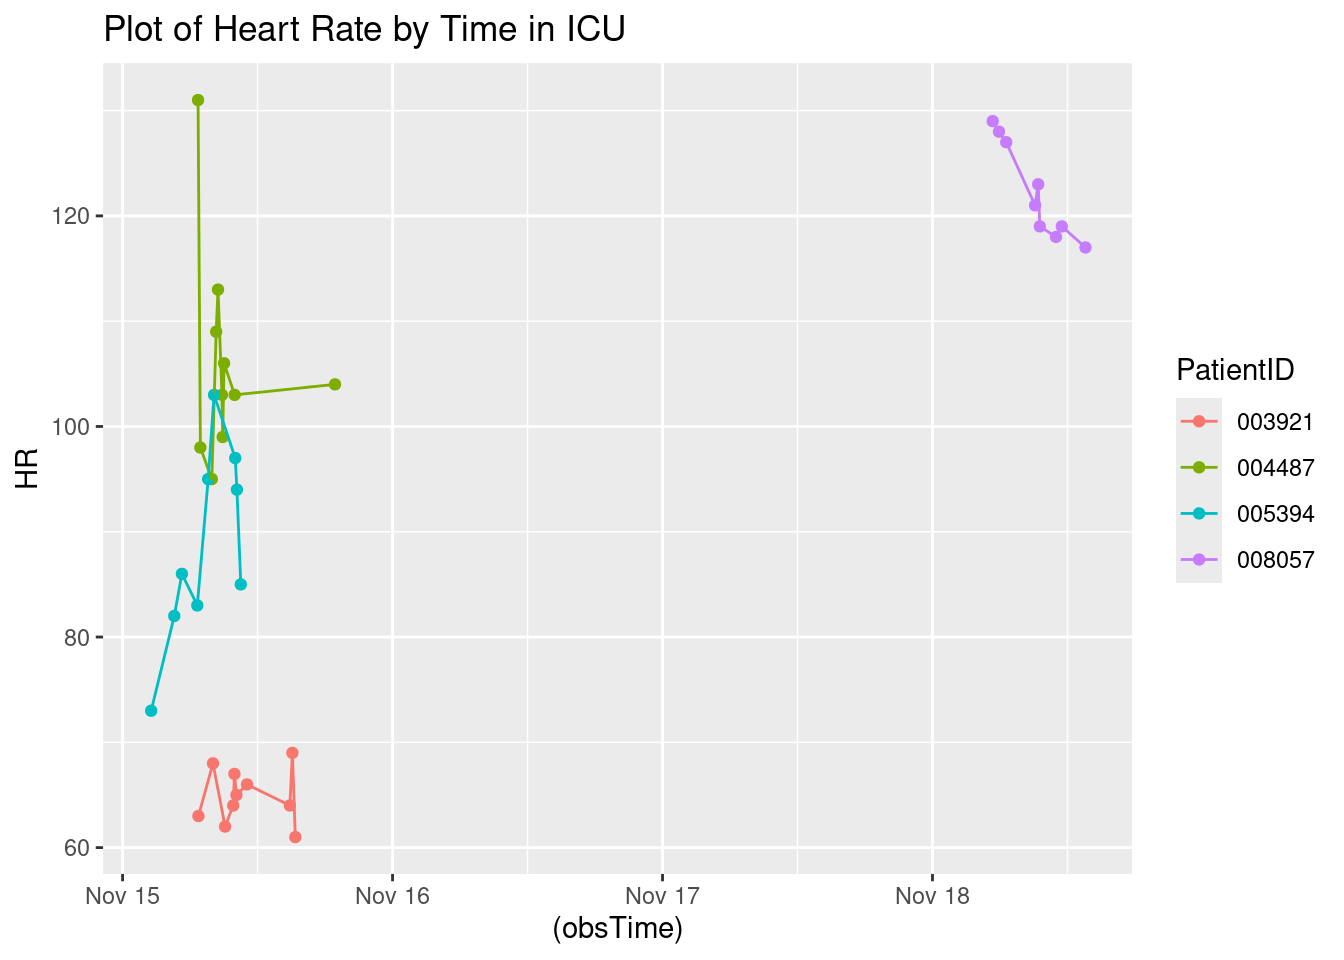 Plot of Heart Rate by Time in ICU
HR
120
100
80
60
Nov 15
Nov 16
Nov 17
Nov 18
(obsTime)
PatientID
003921
004487
005394
008057